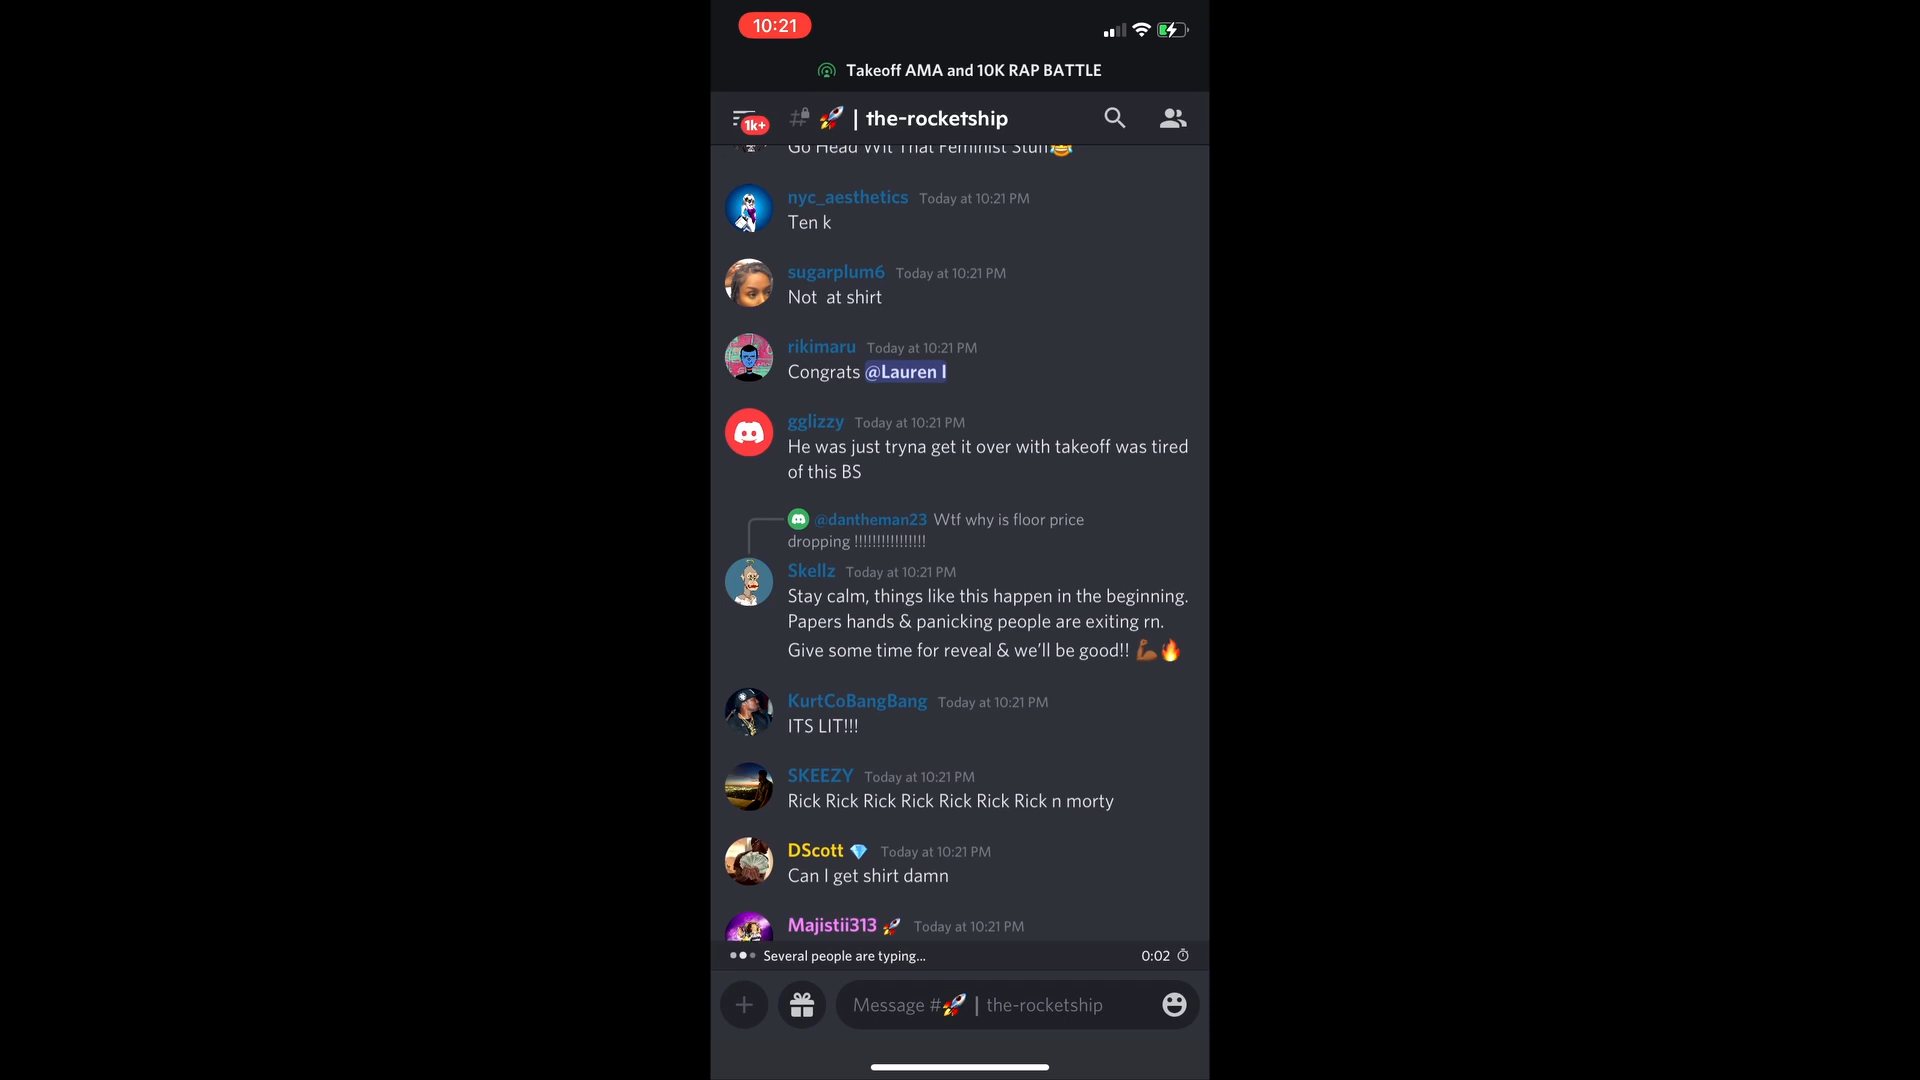 10:21
Takeoff AMA and 10K RAP BATTLE
1k+
# 🚀 | the-rocketship
Go Head Wit That Feminist Stuff😂
nyc_aesthetics Today at 10:21 PM
Ten k
sugarplum6 Today at 10:21 PM
Not at shirt
rikimaru Today at 10:21 PM
Congrats @Lauren I
gglizzy Today at 10:21 PM
He was just tryna get it over with takeoff was tired
of this BS
@dantheman23 Wtf why is floor price
dropping !!!!!!!!!!!!!!!!
Skellz Today at 10:21 PM
Stay calm, things like this happen in the beginning.
Papers hands & panicking people are exiting rn.
Give some time for reveal & we’ll be good!! 💪🏾🔥
KurtCoBangBang Today at 10:21 PM
ITS LIT!!!
SKEEZY Today at 10:21 PM
Rick Rick Rick Rick Rick Rick Rick n morty
DScott 💎 Today at 10:21 PM
Can I get shirt damn
Majistii313 🚀 Today at 10:21 PM
Several people are typing... 0:02
Message #🚀 | the-rocketship